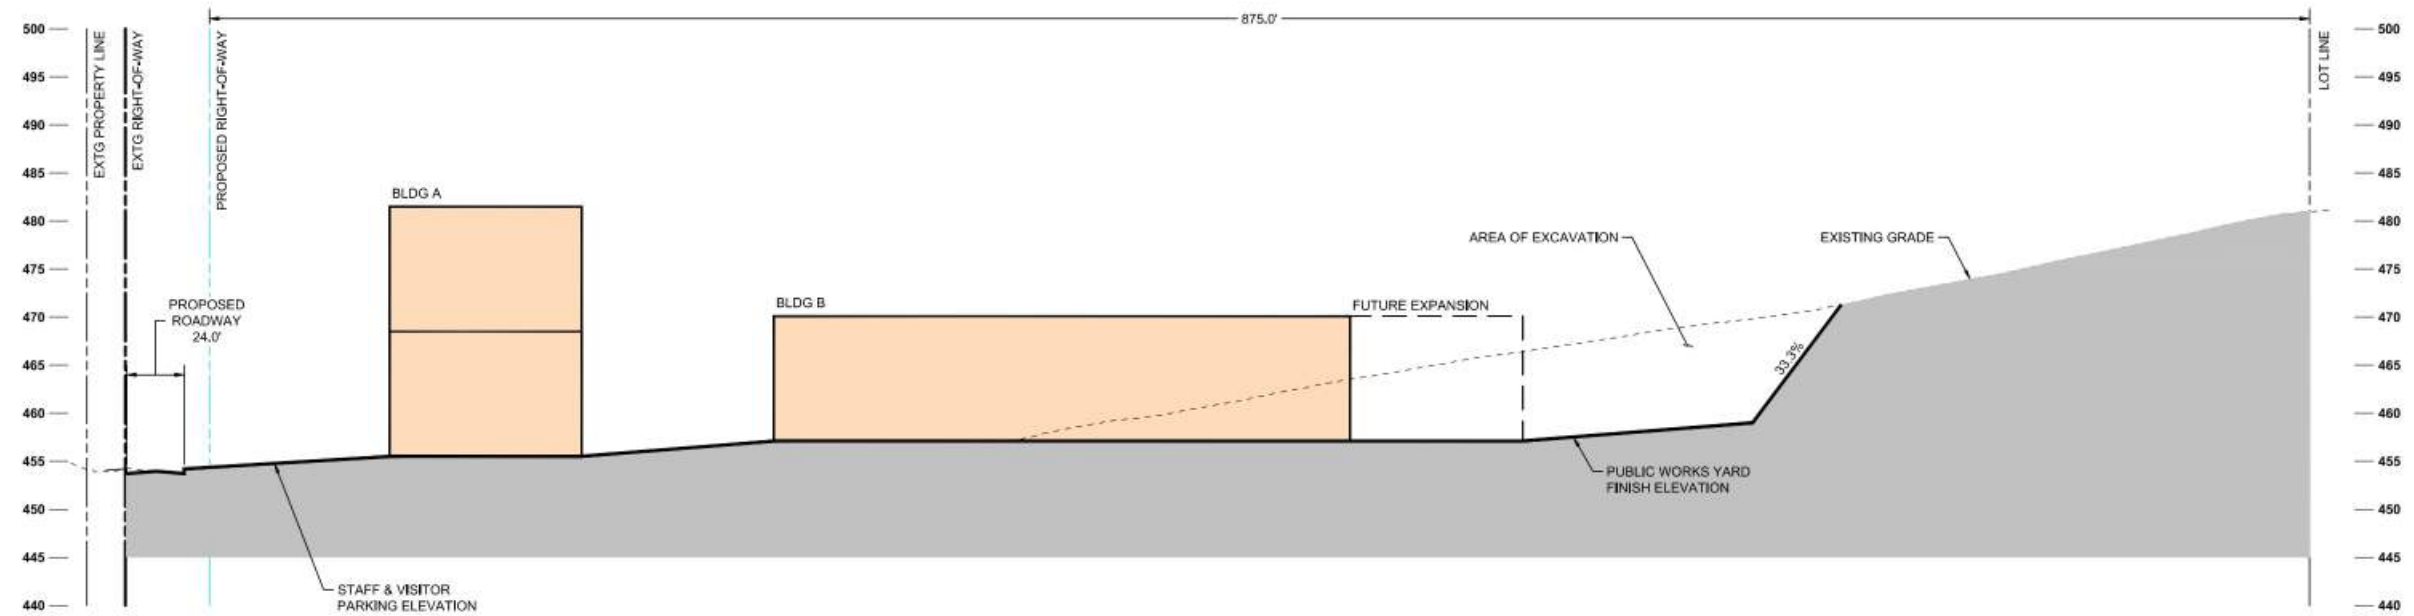 875.0'
500
495
490
485
480
475
470
465
460
455
450
445
440
EXTG PROPERTY LINE
EXTG RIGHT-OF-WAY
PROPOSED RIGHT-OF-WAY
PROPOSED
ROADWAY
24.0'
BLDG A
STAFF & VISITOR
PARKING ELEVATION
BLDG B
FUTURE EXPANSION
AREA OF EXCAVATION
EXISTING GRADE
33.3%
PUBLIC WORKS YARD
FINISH ELEVATION
LOT LINE
500
495
490
485
480
475
470
465
460
455
450
445
440